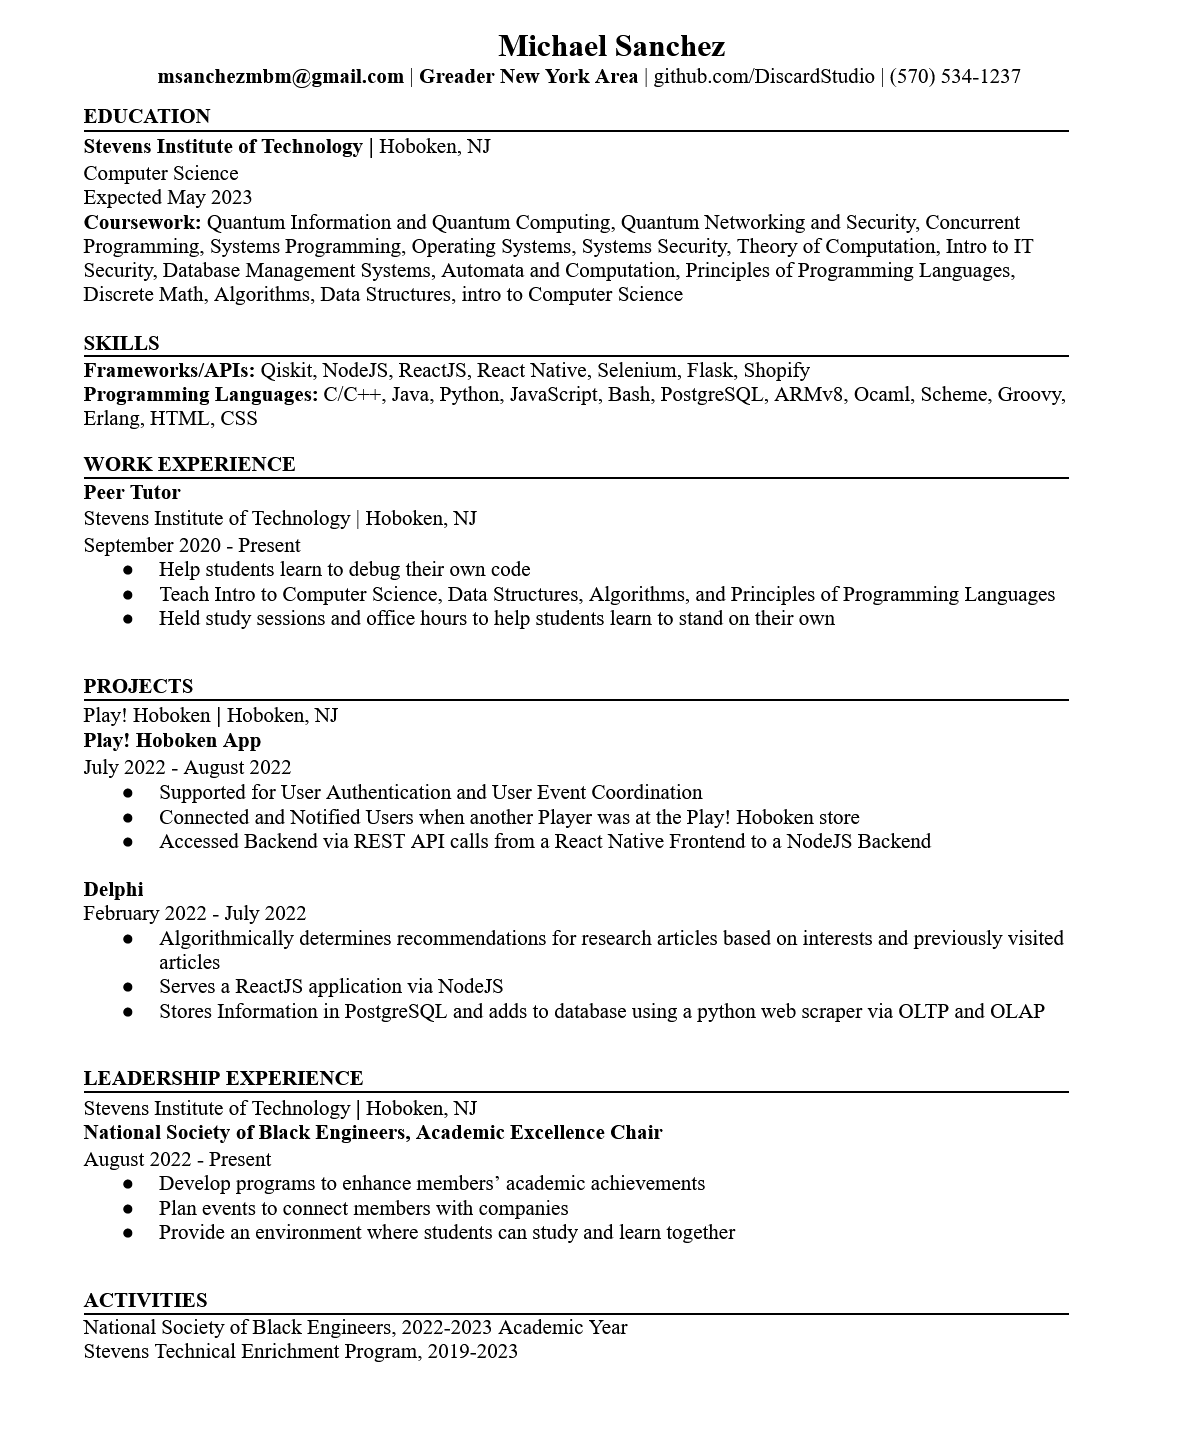 Michael Sanchez
msanchezmbm@gmail.com | Greader New York Area | github.com/DiscardStudio | (570) 534-1237
EDUCATION
Stevens Institute of Technology | Hoboken, NJ
Computer Science
Expected May 2023
Coursework: Quantum Information and Quantum Computing, Quantum Networking and Security, Concurrent
Programming, Systems Programming, Operating Systems, Systems Security, Theory of Computation, Intro to IT
Security, Database Management Systems, Automata and Computation, Principles of Programming Languages,
Discrete Math, Algorithms, Data Structures, intro to Computer Science
SKILLS
Frameworks/APIs: Qiskit, NodeJS, ReactJS, React Native, Selenium, Flask, Shopify
Programming Languages: C/C++, Java, Python, JavaScript, Bash, PostgreSQL, ARMv8, Ocaml, Scheme, Groovy,
Erlang, HTML, CSS
WORK EXPERIENCE
Peer Tutor
Stevens Institute of Technology | Hoboken, NJ
September 2020 - Present
● Help students learn to debug their own code
● Teach Intro to Computer Science, Data Structures, Algorithms, and Principles of Programming Languages
● Held study sessions and office hours to help students learn to stand on their own
PROJECTS
Play! Hoboken | Hoboken, NJ
Play! Hoboken App
July 2022 - August 2022
● Supported for User Authentication and User Event Coordination
● Connected and Notified Users when another Player was at the Play! Hoboken store
● Accessed Backend via REST API calls from a React Native Frontend to a NodeJS Backend
Delphi
February 2022 - July 2022
● Algorithmically determines recommendations for research articles based on interests and previously visited
articles
● Serves a ReactJS application via NodeJS
● Stores Information in PostgreSQL and adds to database using a python web scraper via OLTP and OLAP
LEADERSHIP EXPERIENCE
Stevens Institute of Technology | Hoboken, NJ
National Society of Black Engineers, Academic Excellence Chair
August 2022 - Present
● Develop programs to enhance members’ academic achievements
● Plan events to connect members with companies
● Provide an environment where students can study and learn together
ACTIVITIES
National Society of Black Engineers, 2022-2023 Academic Year
Stevens Technical Enrichment Program, 2019-2023